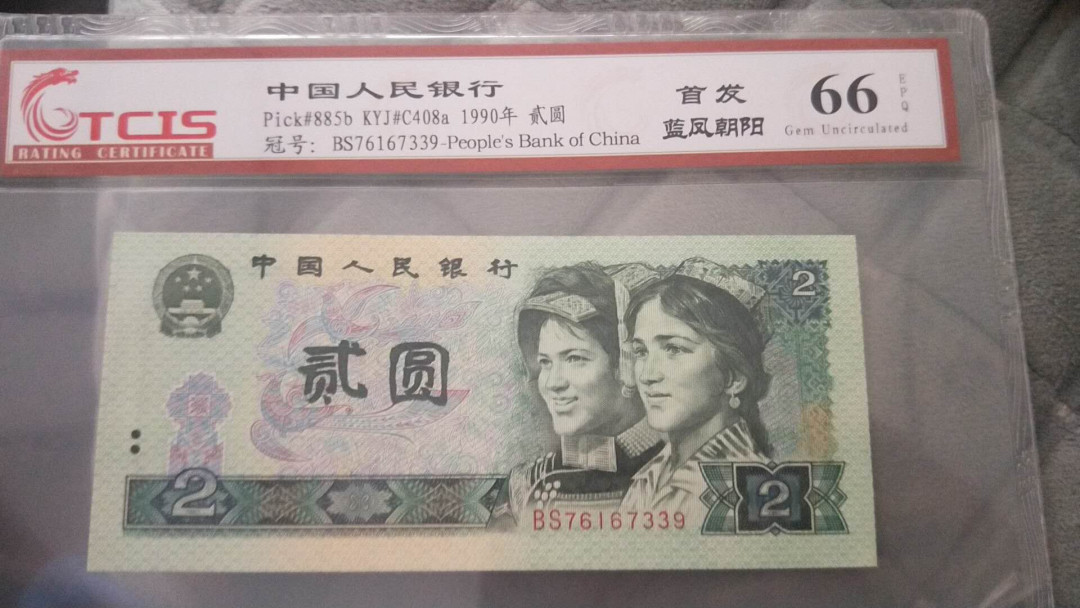 TCIS
RATING CERTIFICATE
中国人民银行
Pick#885b KYJ#C408a 1990年 贰圆
冠号: BS76167339-People's Bank of China
首发
蓝凤朝阳
66
EPQ
Gem Uncirculated
中国人民银行
贰圆
2
2
BS76167339
2